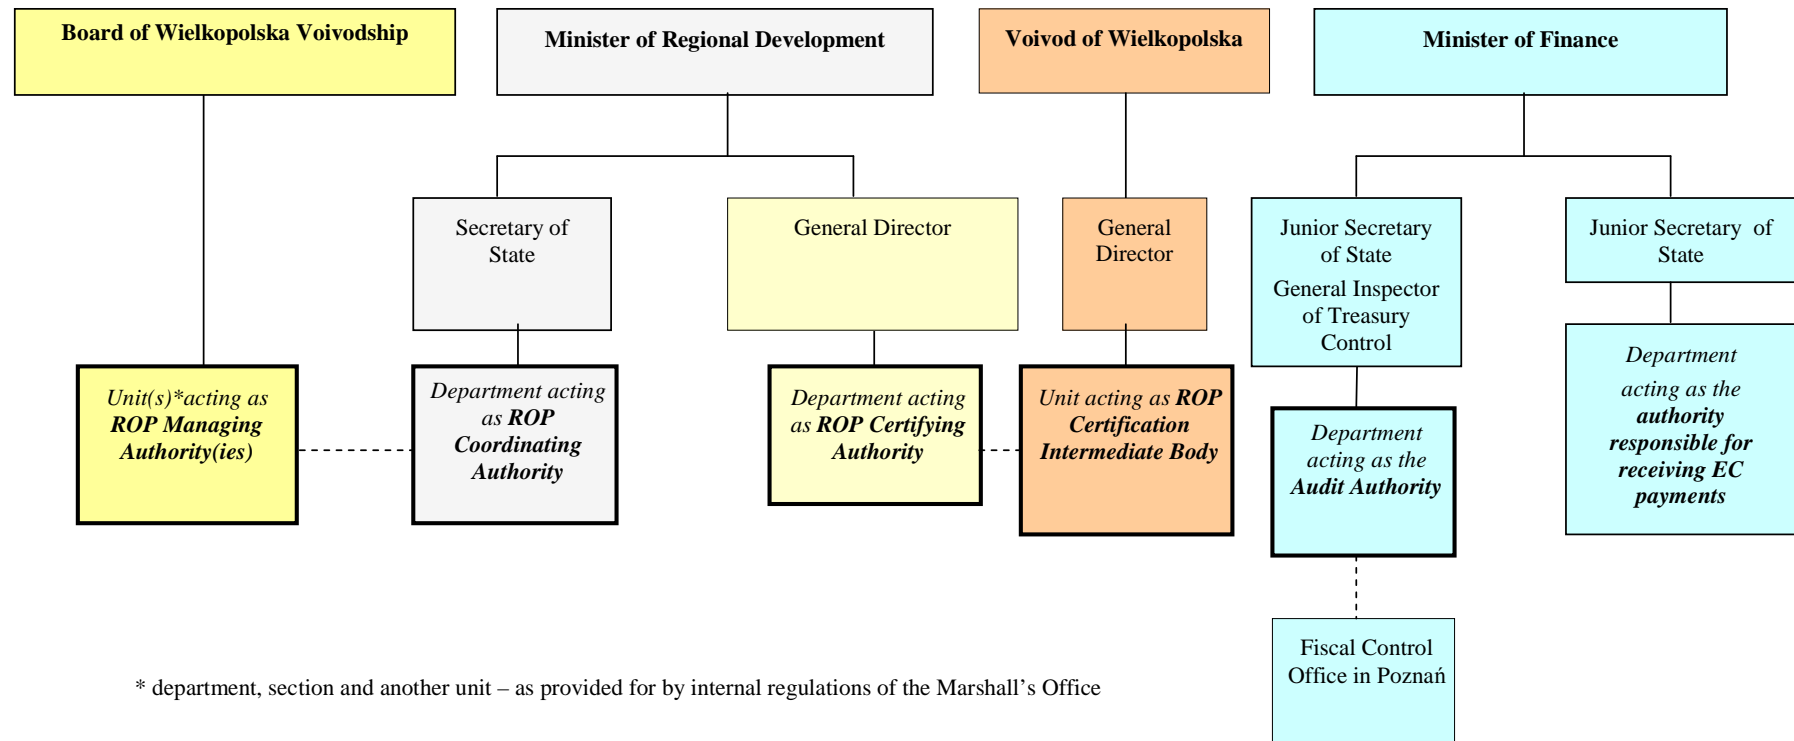 Board of Wielkopolska Voivodship
Minister of Regional Development
Voivod of Wielkopolska
Minister of Finance
Secretary of
State
General Director
General
Director
Junior Secretary
of State
General Inspector
of Treasury
Control
Junior Secretary of
State
Unit(s)*acting as
ROP Managing
Authority(ies)
Department acting
as ROP
Coordinating
Authority
Department acting
as ROP Certifying
Authority
Unit acting as ROP
Certification
Intermediate Body
Department
acting as the
Audit Authority
Department
acting as the
authority
responsible for
receiving EC
payments
Fiscal Control
Office in Poznań
* department, section and another unit – as provided for by internal regulations of the Marshall’s Office